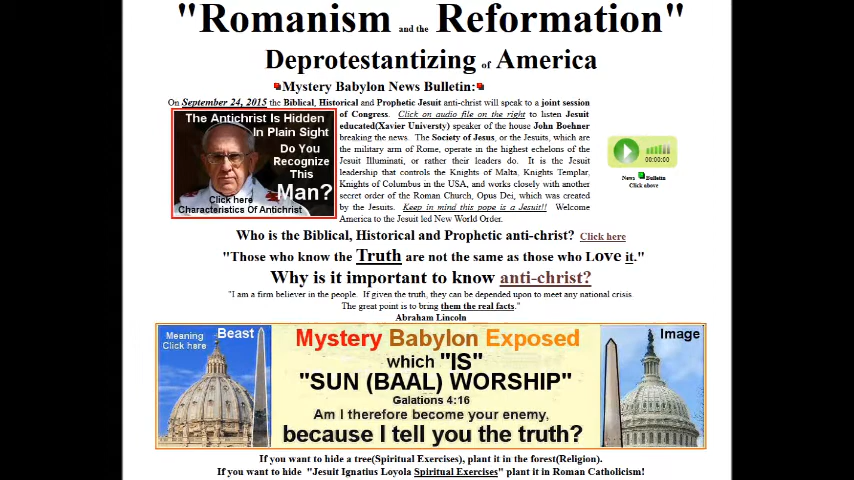 "Romanism and the Reformation"
Deprotestantizing of America
Mystery Babylon News Bulletin:
On September 24, 2015 the Biblical, Historical and Prophetic Jesuit anti-christ will speak to a joint session
of Congress. Click on audio file on the right to listen Jesuit
educated(Xavier Universty) speaker of the house John Boehner
breaking the news. The Society of Jesus, or the Jesuits, which are
the military arm of Rome, operate in the highest echelons of the
Jesuit Illuminati, or rather their leaders do. It is the Jesuit
leadership that controls the Knights of Malta, Knights Templar,
Knights of Columbus in the USA, and works closely with another
secret order of the Roman Church, Opus Dei, which was created
by the Jesuits. Keep in mind this pope is a Jesuit!! Welcome
America to the Jesuit led New World Order.
The Antichrist Is Hidden
In Plain Sight
Do You
Recognize
This
Man?
Click here
Characteristics Of Antichrist
00:00:00
News Bulletin
Click above
Who is the Biblical, Historical and Prophetic anti-christ? Click here
"Those who know the Truth are not the same as those who Love it."
Why is it important to know anti-christ?
"I am a firm believer in the people. If given the truth, they can be depended upon to meet any national crisis.
The great point is to bring them the real facts."
Abraham Lincoln
Meaning
Click here
Beast
Mystery Babylon Exposed
which "IS"
"SUN (BAAL) WORSHIP"
Galations 4:16
Am I therefore become your enemy,
because I tell you the truth?
Image
If you want to hide a tree(Spiritual Exercises), plant it in the forest(Religion).
If you want to hide "Jesuit Ignatius Loyola Spiritual Exercises" plant it in Roman Catholicism!